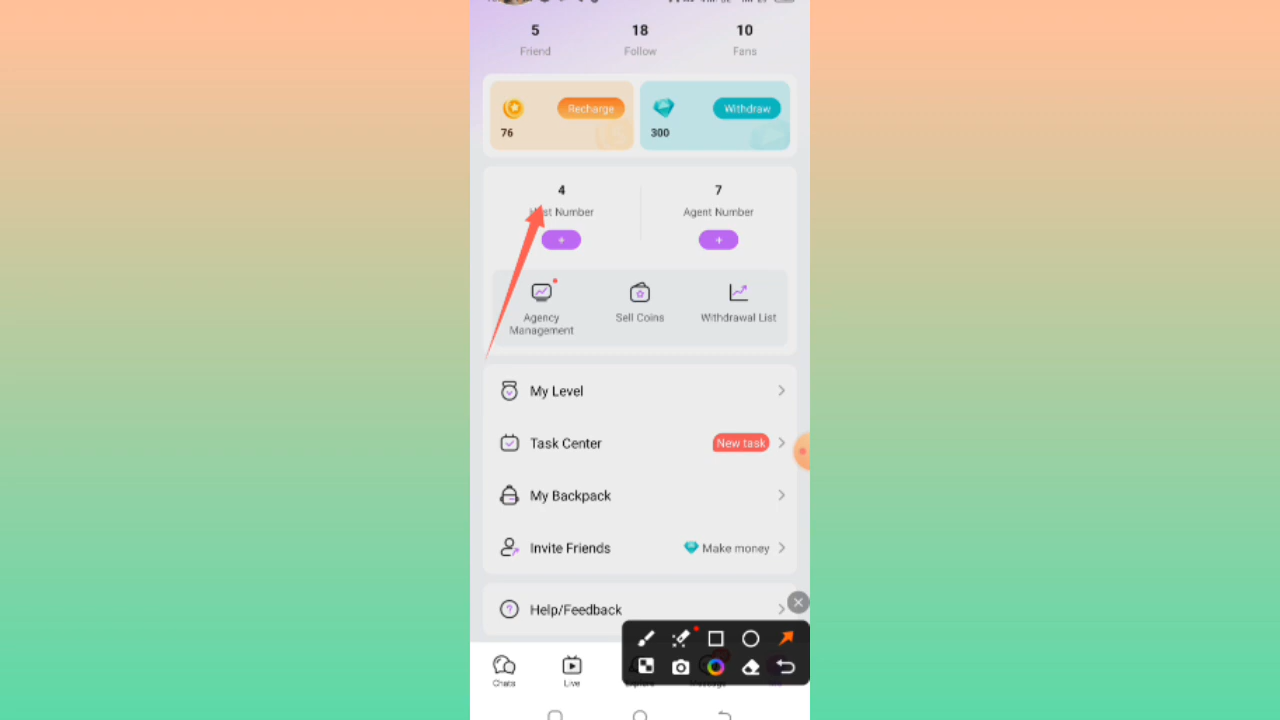 5 18 10
Friend Follow Fans
Recharge Withdraw
76 300
4 7
Number Agent Number
+ +
Agency Management Sell Coins Withdrawal List
My Level
Task Center New task
My Backpack
Invite Friends Make money
Help/Feedback
Chats Live